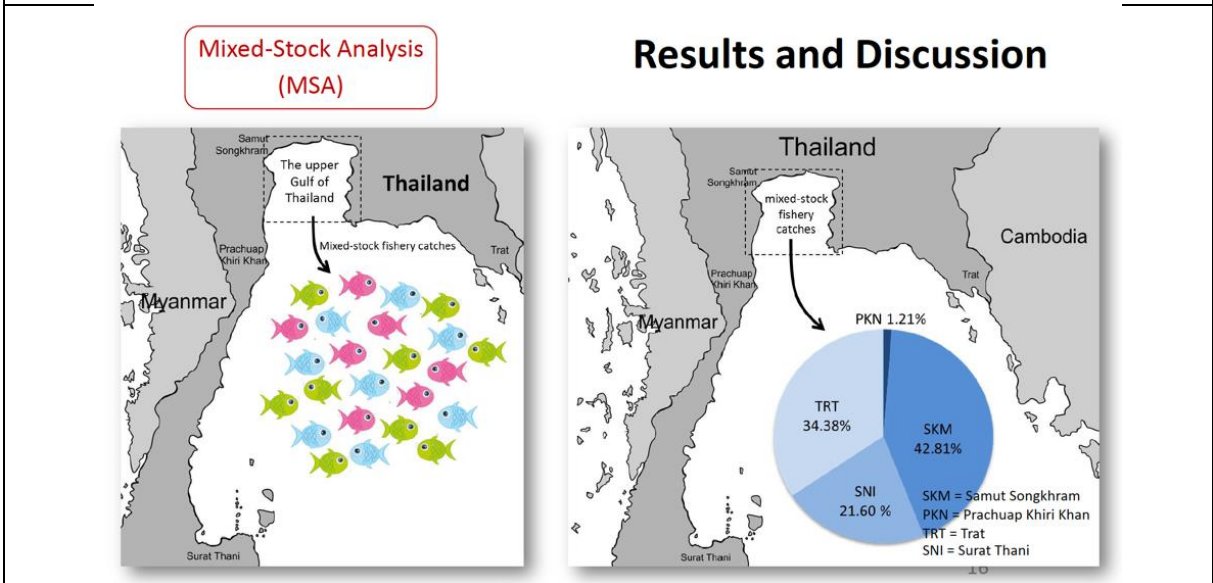 Mixed-Stock Analysis
(MSA)
Results and Discussion
Samut
Songkhram
The upper
Gulf of
Thailand
Thailand
Prachuap
Khiri Khan
Mixed-stock fishery catches
Trat
Myanmar
Surat Thani
Thailand
Samut
Songkhram
mixed-stock
fishery
catches
Cambodia
Prachuap
Khiri Khan
Trat
Myanmar
PKN 1.21%
TRT
34.38%
SKM
42.81%
SNI
21.60 %
SKM = Samut Songkhram
PKN = Prachuap Khiri Khan
TRT = Trat
SNI = Surat Thani
Surat Thani
16